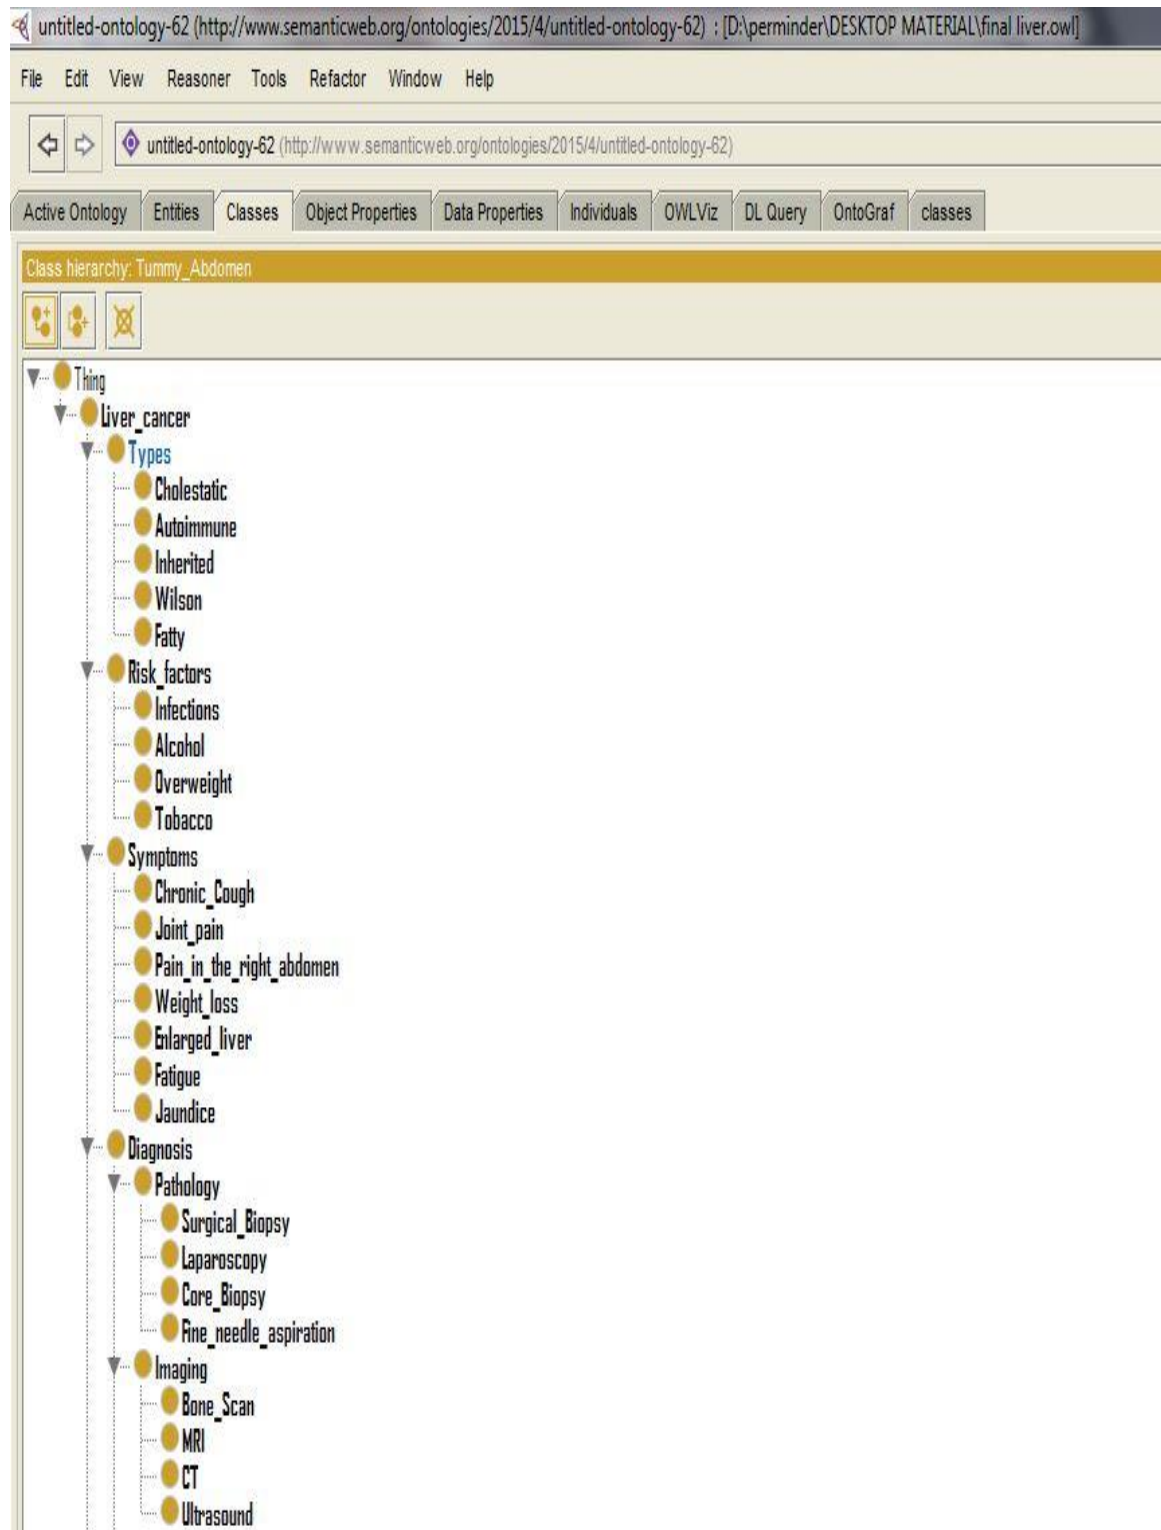 untitled-ontology-62 (http://www.semanticweb.org/ontologies/2015/4/untitled-ontology-62) : [D:\perminder\DESKTOP MATERIAL\final liver.owl]
File Edit View Reasoner Tools Refactor Window Help
untitled-ontology-62 (http://www.semanticweb.org/ontologies/2015/4/untitled-ontology-62)
Active Ontology Entities Classes Object Properties Data Properties Individuals OWLViz DL Query OntoGraf classes
Class hierarchy: Tummy_Abdomen
Thing
Liver_cancer
Types
Cholestatic
Autoimmune
Inherited
Wilson
Fatty
Risk_factors
Infections
Alcohol
Overweight
Tobacco
Symptoms
Chronic_Cough
Joint_pain
Pain_in_the_right_abdomen
Weight_loss
Enlarged_liver
Fatigue
Jaundice
Diagnosis
Pathology
Surgical_Biopsy
Laparoscopy
Core_Biopsy
Fine_needle_aspiration
Imaging
Bone_Scan
MRI
CT
Ultrasound